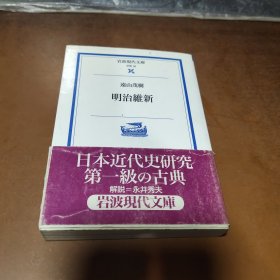 岩波現代文庫
遠山茂樹
明治維新
日本近代史研究
第一級の古典
解説=永井秀夫
岩波現代文庫